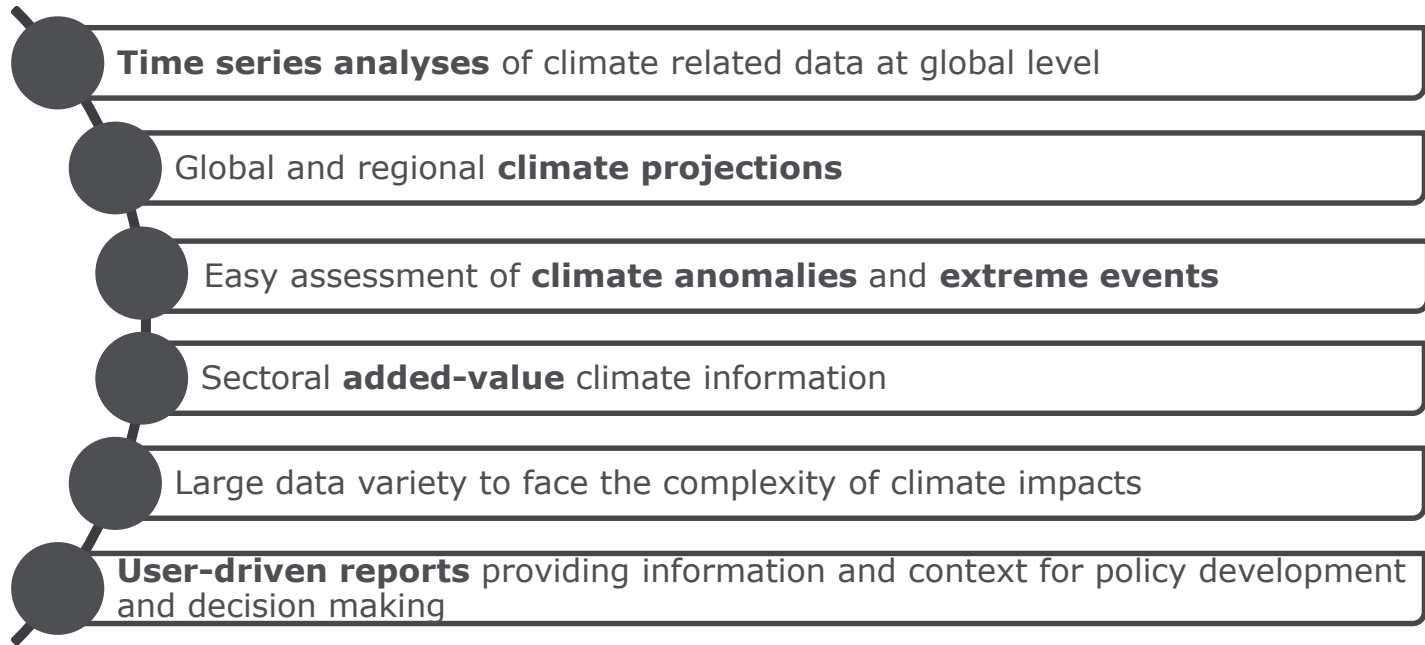 Time series analyses of climate related data at global level
Global and regional climate projections
Easy assessment of climate anomalies and extreme events
Sectoral added-value climate information
Large data variety to face the complexity of climate impacts
User-driven reports providing information and context for policy development
and decision making